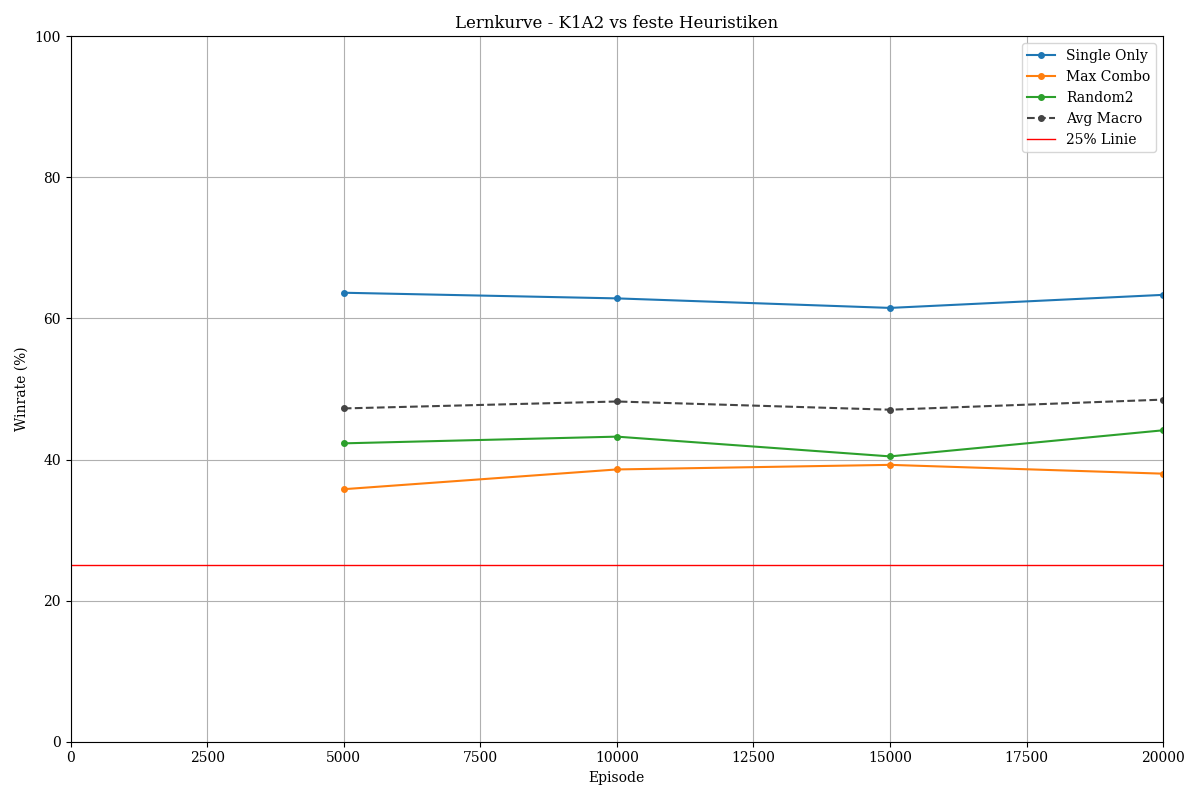 Lernkurve - K1A2 vs feste Heuristiken
100
80
60
40
20
0
Winrate (%)
Single Only
Max Combo
Random2
Avg Macro
25% Linie
0 2500 5000 7500 10000 12500 15000 17500 20000
Episode